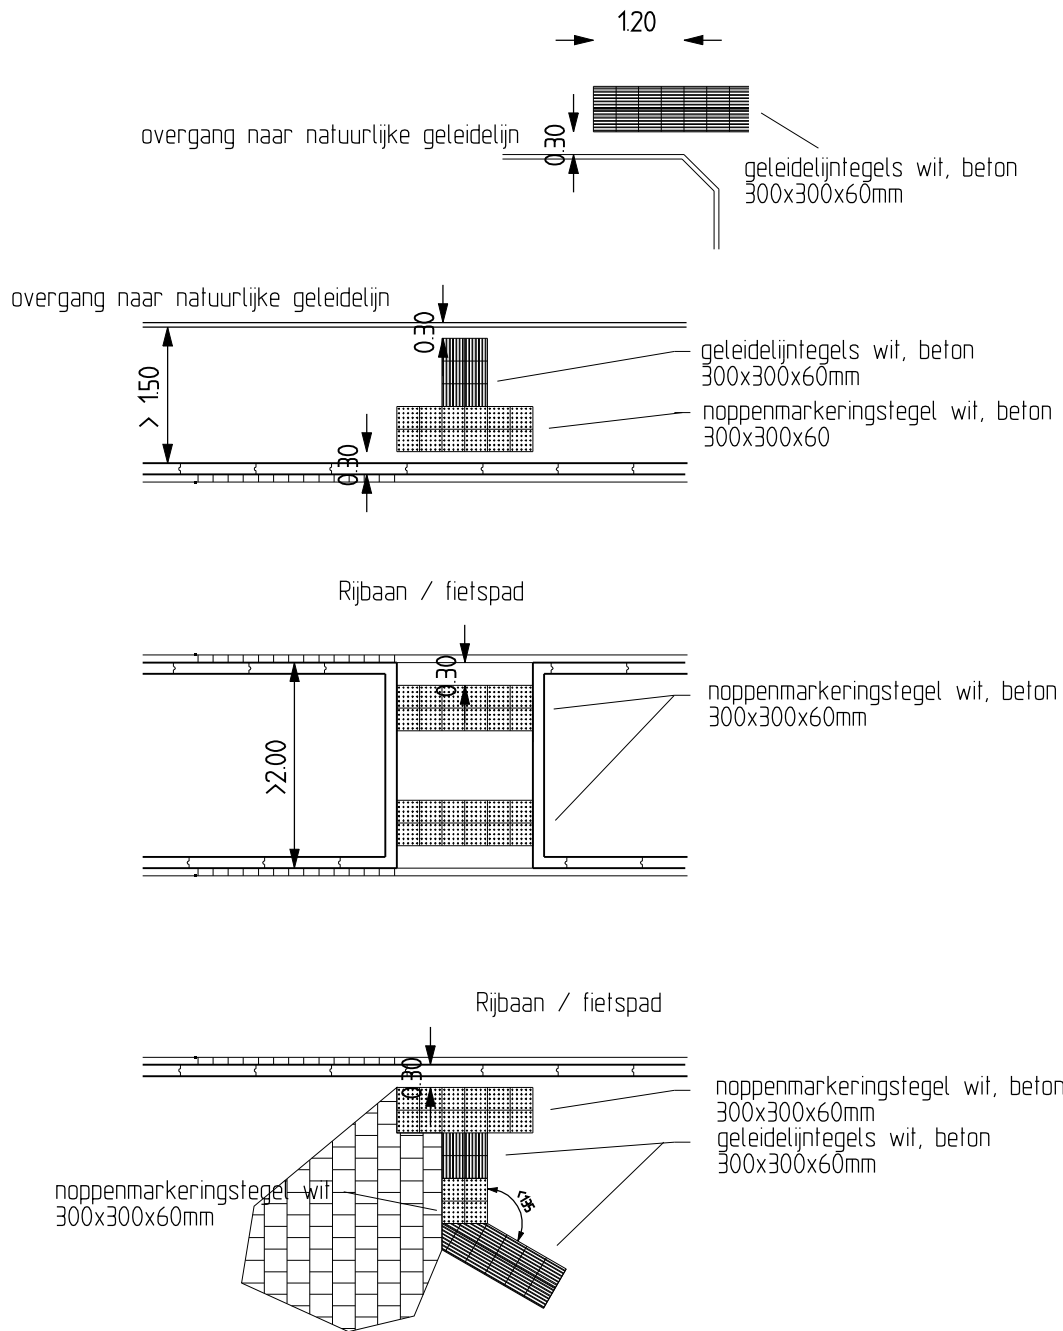 1.20
overgang naar natuurlijke geleidelijn
0.30
geleidelijntegels wit, beton
300x300x60mm
overgang naar natuurlijke geleidelijn
0.30
> 1.50
geleidelijntegels wit, beton
300x300x60mm
noppenmarkeringstegel wit, beton
300x300x60
0.30
Rijbaan / fietspad
0.30
noppenmarkeringstegel wit, beton
300x300x60mm
>2.00
Rijbaan / fietspad
0.30
noppenmarkeringstegel wit, beton
300x300x60mm
geleidelijntegels wit, beton
300x300x60mm
noppenmarkeringstegel wit
300x300x60mm
<135